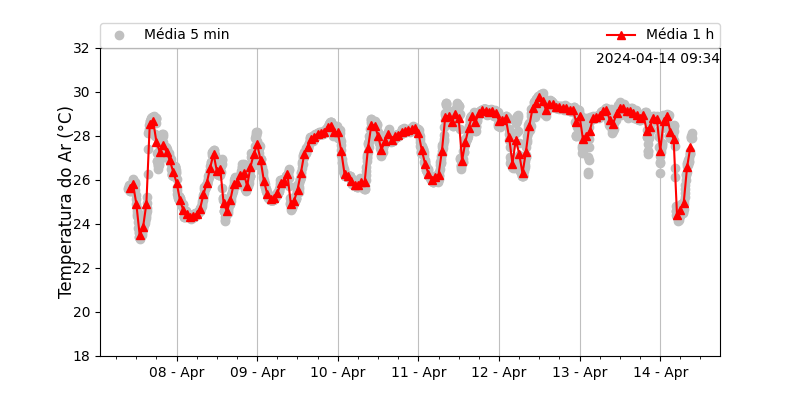 Média 5 min
Média 1 h
2024-04-14 09:34
Temperatura do Ar (°C)
32
30
28
26
24
22
20
18
08 - Apr
09 - Apr
10 - Apr
11 - Apr
12 - Apr
13 - Apr
14 - Apr